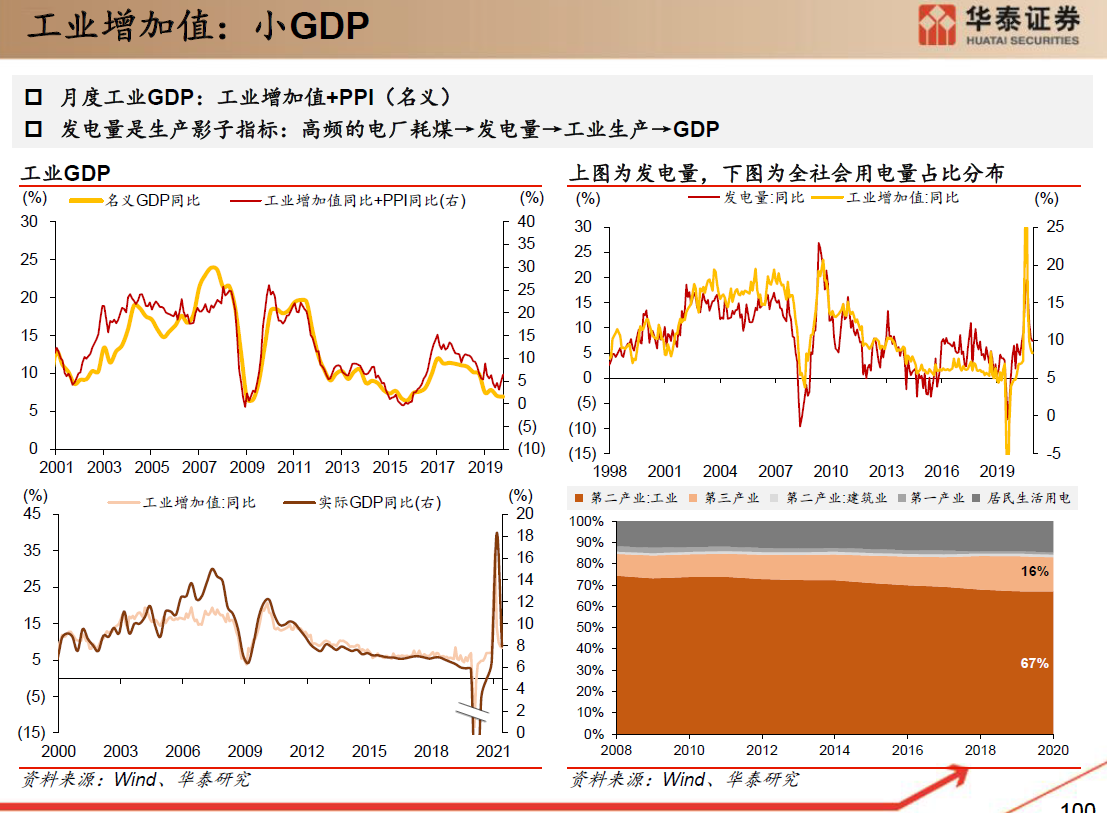 工业增加值：小GDP
华泰证券
HUATAI SECURITIES
月度工业GDP：工业增加值+PPI（名义）
发电量是生产影子指标：高频的电厂耗煤→发电量→工业生产→GDP
工业GDP
(%) 名义GDP同比 工业增加值同比+PPI同比(右) (%)
30 40
35
25 30
25
20 20
15 15
10
10 5
0
5 (5)
0 (10)
2001 2003 2005 2007 2009 2011 2013 2015 2017 2019
(%) 工业增加值:同比 实际GDP同比(右) (%)
45 20
18
35 16
14
25 12
15 10
8
5 6
4
(5) 2
(15) 0
2000 2003 2006 2009 2012 2015 2018 2021
资料来源：Wind、华泰研究
上图为发电量，下图为全社会用电量占比分布
(%) 发电量:同比 工业增加值:同比 (%)
30 25
25
20 20
15 15
10
5 10
0 5
(5)
(10) 0
(15) -5
1998 2001 2004 2007 2010 2013 2016 2019
第二产业:工业 第三产业 第二产业:建筑业 第一产业 居民生活用电
100%
90%
80%
70%
60%
50%
40%
30%
20%
10%
0%
16%
67%
2008 2010 2012 2014 2016 2018 2020
资料来源：Wind、华泰研究
100